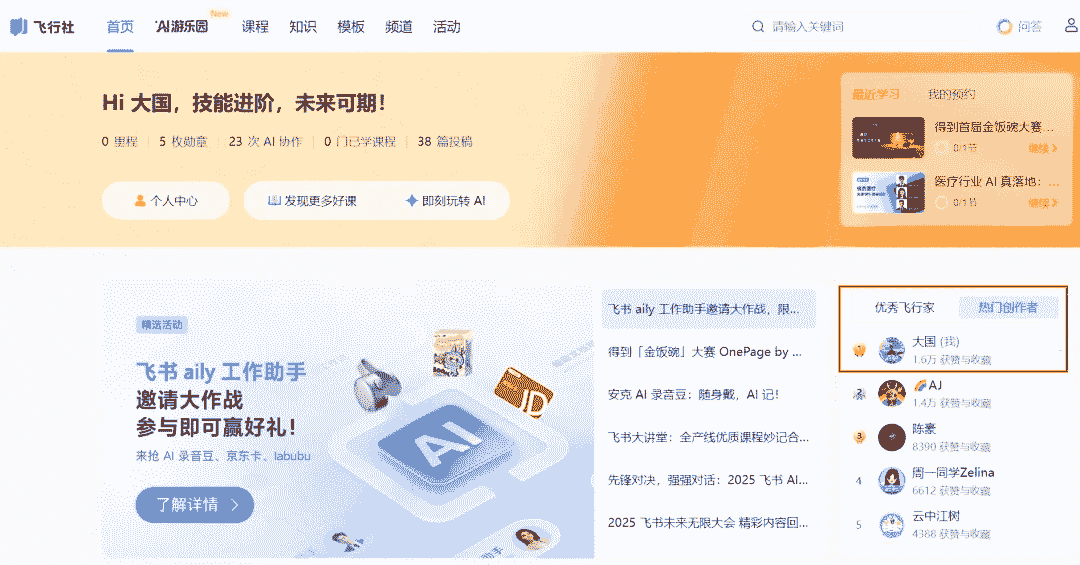 飞行社
首页
AI游乐园
New
课程
知识
模板
频道
活动
请输入关键词
问答
Hi 大国，技能进阶，未来可期！
0 里程
5 枚勋章
23 次 AI 协作
0 门已学课程
38 篇投稿
个人中心
发现更多好课
即刻玩转 AI
最近学习
我的预约
得到首届金饭碗大赛...
0/1节
继续
医疗行业 AI 真落地：...
0/1节
继续
精选活动
飞书 aily 工作助手
邀请大作战
参与即可赢好礼！
来抢 AI 录音豆、京东卡、labubu
了解详情
AI
JD
飞书 aily 工作助手邀请大作战，限...
得到「金饭碗」大赛 OnePage by ...
安克 AI 录音豆：随身戴，AI 记！
飞书大讲堂：全产线优质课程妙记合...
先锋对决，强强对话：2025 飞书 AI...
2025 飞书未来无限大会 精彩内容回...
优秀飞行家
热门创作者
1
大国 (我)
1.6万 获赞与收藏
2
AJ
1.4万 获赞与收藏
3
陈豪
8390 获赞与收藏
4
周一同学Zelina
6612 获赞与收藏
5
云中江树
4388 获赞与收藏